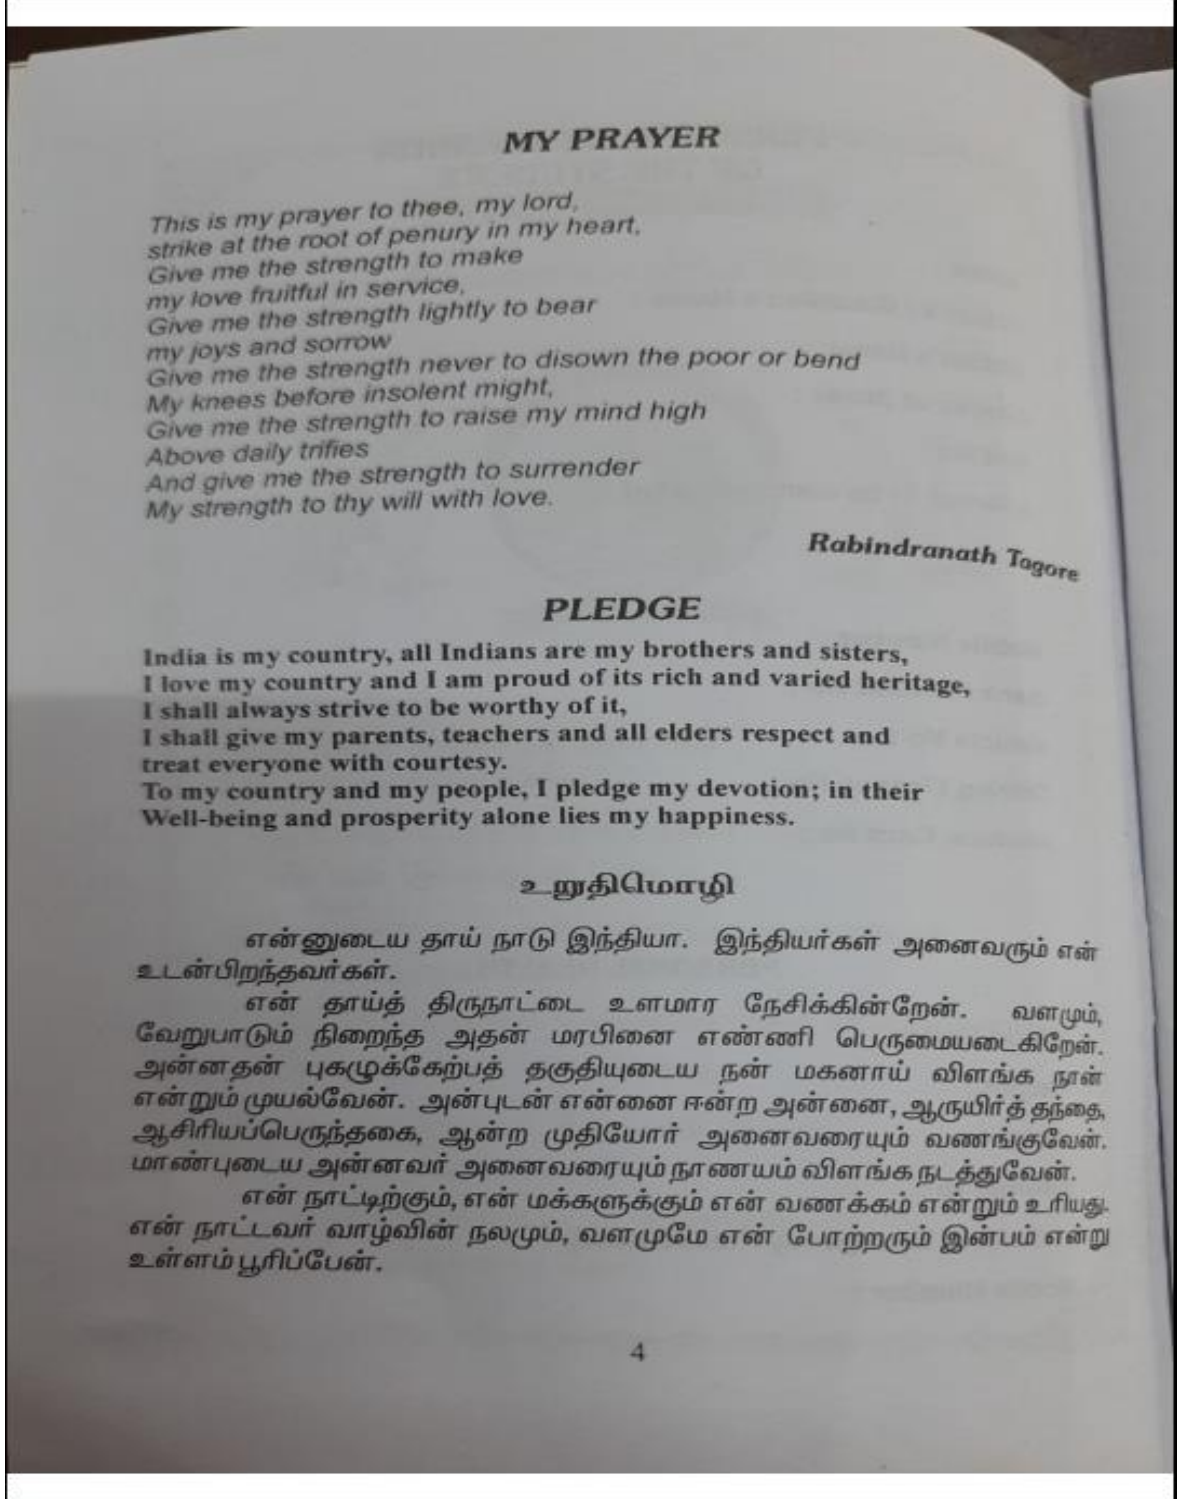 MY PRAYER
This is my prayer to thee, my lord,
strike at the root of penury in my heart,
Give me the strength to make
my love fruitful in service,
Give me the strength lightly to bear
my joys and sorrow
Give me the strength never to disown the poor or bend
My knees before insolent might,
Give me the strength to raise my mind high
Above daily trifies
And give me the strength to surrender
My strength to thy will with love.
Rabindranath Tagore
PLEDGE
India is my country, all Indians are my brothers and sisters,
I love my country and I am proud of its rich and varied heritage,
I shall always strive to be worthy of it,
I shall give my parents, teachers and all elders respect and
treat everyone with courtesy.
To my country and my people, I pledge my devotion; in their
Well-being and prosperity alone lies my happiness.
உறுதிமொழி
என்னுடைய தாய் நாடு இந்தியா. இந்தியர்கள் அனைவரும் என்
உடன்பிறந்தவர்கள்.
என் தாய்த் திருநாட்டை உளமார நேசிக்கின்றேன். வளமும்,
வேறுபாடும் நிறைந்த அதன் மரபினை எண்ணி பெருமையடைகிறேன்.
அன்னதன் புகழுக்கேற்பத் தகுதியுடைய நன் மகனாய் விளங்க நான்
என்றும் முயல்வேன். அன்புடன் என்னை ஈன்ற அன்னை, ஆருயிர்த் தந்தை,
ஆசிரியப்பெருந்தகை, ஆன்ற முதியோர் அனைவரையும் வணங்குவேன்.
மாண்புடைய அன்னவர் அனைவரையும் நாணயம் விளங்க நடத்துவேன்.
என் நாட்டிற்கும், என் மக்களுக்கும் என் வணக்கம் என்றும் உரியது.
என் நாட்டவர் வாழ்வின் நலமும், வளமுமே என் போற்றரும் இன்பம் என்று
உள்ளம் பூரிப்பேன்.
4